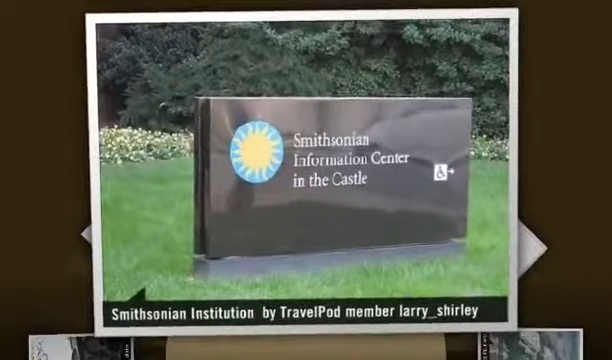 Smithsonian
Information Center
in the Castle
Smithsonian Institution by TravelPod member larry_shirley